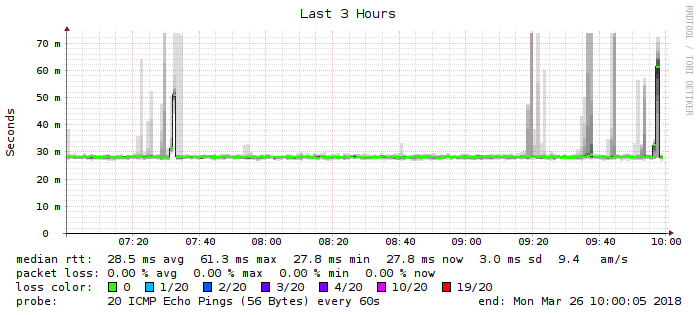 Last 3 Hours
RRDTOOL / TOBI OETIKER
Seconds
70 m
60 m
50 m
40 m
30 m
20 m
10 m
0
07:20 07:40 08:00 08:20 08:40 09:00 09:20 09:40 10:00
median rtt: 28.5 ms avg 61.3 ms max 27.8 ms min 27.8 ms now 3.0 ms sd 9.4 am/s
packet loss: 0.00 % avg 0.00 % max 0.00 % min 0.00 % now
loss color: 0 1/20 2/20 3/20 4/20 10/20 19/20
probe: 20 ICMP Echo Pings (56 Bytes) every 60s end: Mon Mar 26 10:00:05 2018